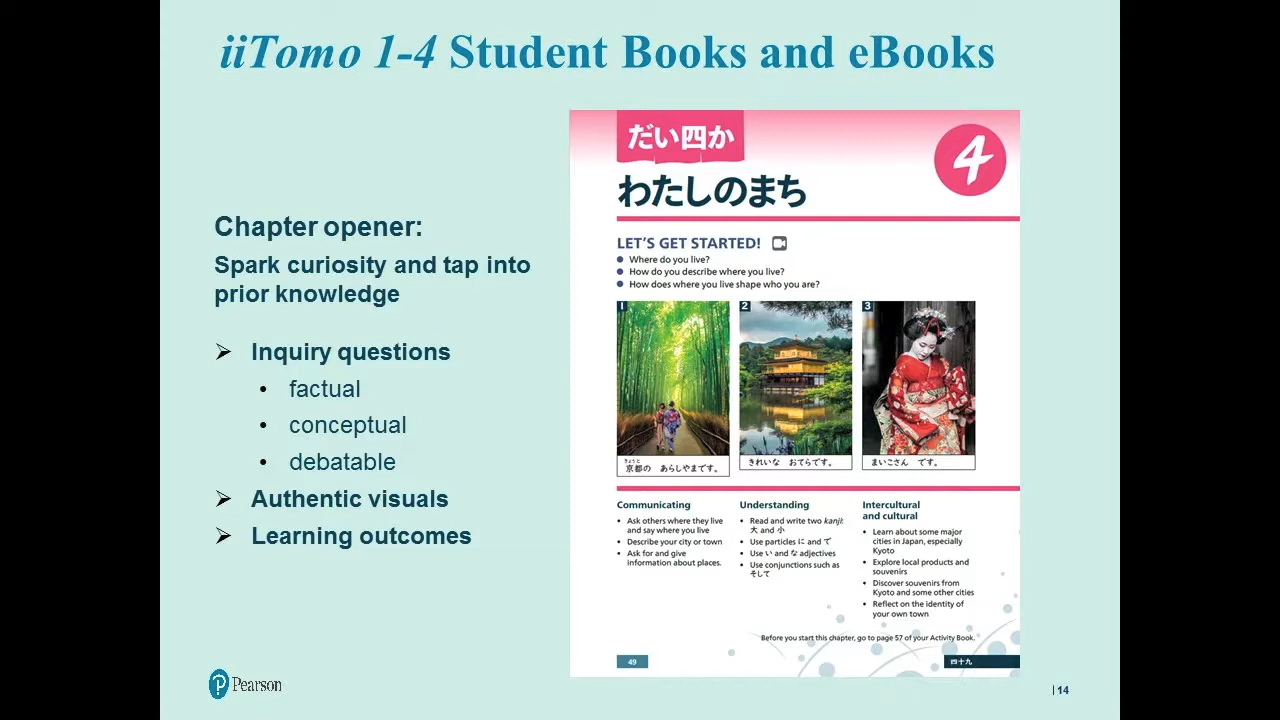 iiTomo 1-4 Student Books and eBooks
Chapter opener:
Spark curiosity and tap into
prior knowledge
➢ Inquiry questions
• factual
• conceptual
• debatable
➢ Authentic visuals
➢ Learning outcomes
だい四か
4
わたしのまち
LET'S GET STARTED!
● Where do you live?
● How do you describe where you live?
● How does where you live shape who you are?
1
2
3
きょうと
京都の あらしやまです。
きれいな おてらです。
まいこさん です。
Communicating
• Ask others where they live
and say where you live
• Describe your city or town
• Ask for and give
information about places.
Understanding
• Read and write two kanji:
大 and 小
• Use particles に and で
• Use い and な adjectives
• Use conjunctions such as
そして
Intercultural
and cultural
• Learn about some major
cities in Japan, especially
Kyoto
• Explore local products and
souvenirs
• Discover souvenirs from
Kyoto and some other cities
• Reflect on the identity of
your own town
Before you start this chapter, go to page 57 of your Activity Book.
49
四十九
P Pearson
| 14